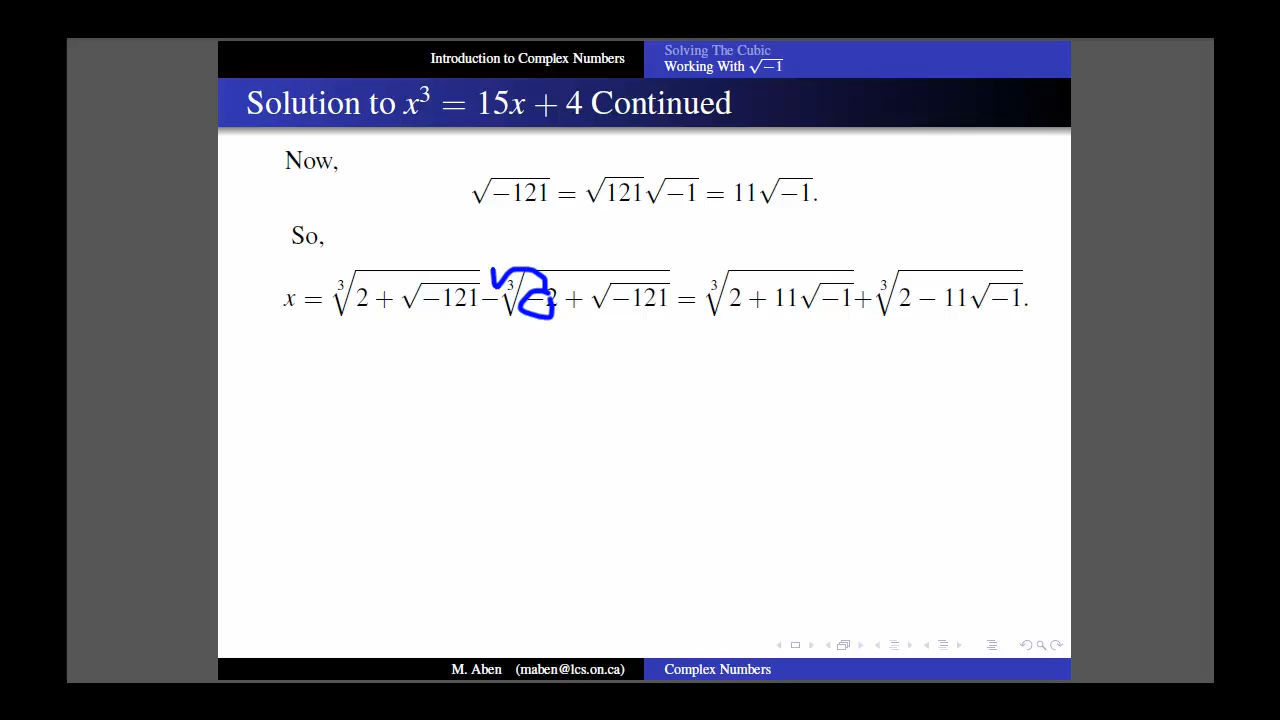 Introduction to Complex Numbers
Solving The Cubic
Working With √−1
Solution to x³ = 15x + 4 Continued
Now,
√−121 = √121√−1 = 11√−1.
So,
x = ∛(2 + √−121) − ∛(−2 + √−121) = ∛(2 + 11√−1) + ∛(2 − 11√−1).
M. Aben (maben@lcs.on.ca)
Complex Numbers